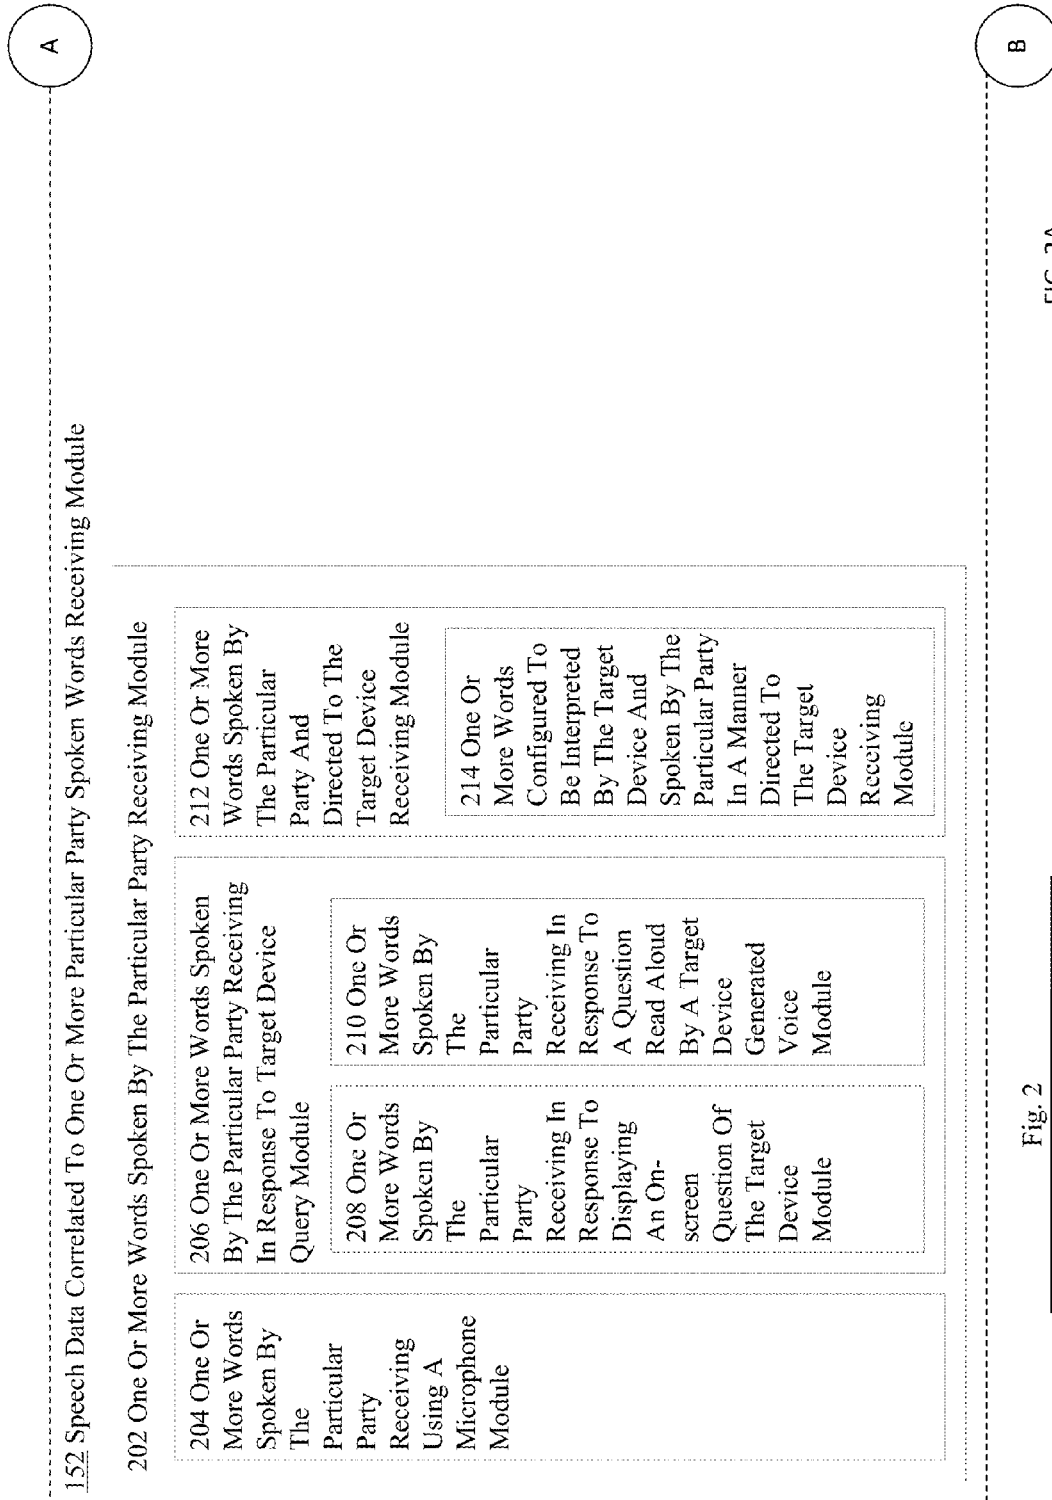 152 Speech Data Correlated To One Or More Particular Party Spoken Words Receiving Module
202 One Or More Words Spoken By The Particular Party Receiving Module
204 One Or
More Words
Spoken By
The
Particular
Party
Receiving
Using A
Microphone
Module
206 One Or More Words Spoken
By The Particular Party Receiving
In Response To Target Device
Query Module
208 One Or
More Words
Spoken By
The
Particular
Party
Receiving In
Response To
Displaying
An On-
screen
Question Of
The Target
Device
Module
210 One Or
More Words
Spoken By
The
Particular
Party
Receiving In
Response To
A Question
Read Aloud
By A Target
Device
Generated
Voice
Module
212 One Or More
Words Spoken By
The Particular
Party And
Directed To The
Target Device
Receiving Module
214 One Or
More Words
Configured To
Be Interpreted
By The Target
Device And
Spoken By The
Particular Party
In A Manner
Directed To
The Target
Device
Receiving
Module
A
B
Fig. 2